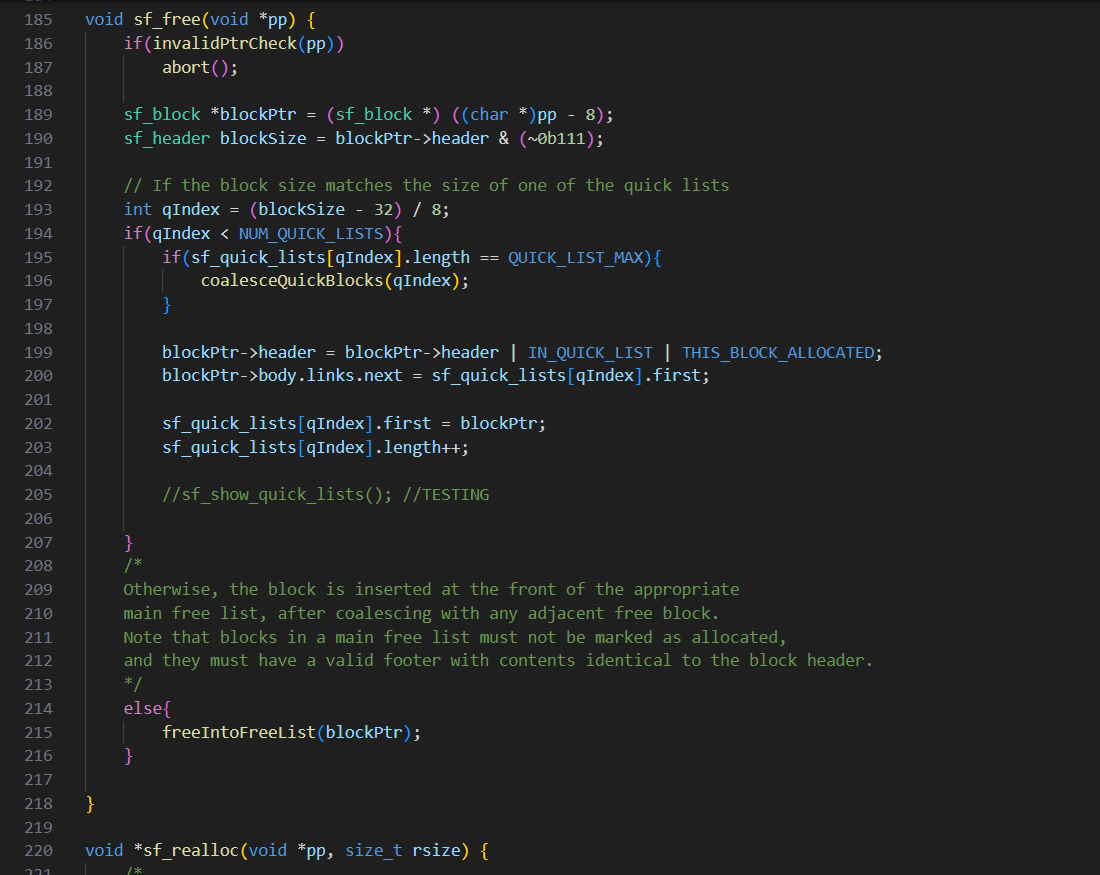 185 void sf_free(void *pp) {
186     if(invalidPtrCheck(pp))
187         abort();
188
189     sf_block *blockPtr = (sf_block *) ((char *)pp - 8);
190     sf_header blockSize = blockPtr->header & (~0b111);
191
192     // If the block size matches the size of one of the quick lists
193     int qIndex = (blockSize - 32) / 8;
194     if(qIndex < NUM_QUICK_LISTS){
195         if(sf_quick_lists[qIndex].length == QUICK_LIST_MAX){
196             coalesceQuickBlocks(qIndex);
197         }
198
199         blockPtr->header = blockPtr->header | IN_QUICK_LIST | THIS_BLOCK_ALLOCATED;
200         blockPtr->body.links.next = sf_quick_lists[qIndex].first;
201
202         sf_quick_lists[qIndex].first = blockPtr;
203         sf_quick_lists[qIndex].length++;
204
205         //sf_show_quick_lists(); //TESTING
206
207     }
208     /*
209     Otherwise, the block is inserted at the front of the appropriate
210     main free list, after coalescing with any adjacent free block.
211     Note that blocks in a main free list must not be marked as allocated,
212     and they must have a valid footer with contents identical to the block header.
213     */
214     else{
215         freeIntoFreeList(blockPtr);
216     }
217
218 }
219
220 void *sf_realloc(void *pp, size_t rsize) {
221     /*